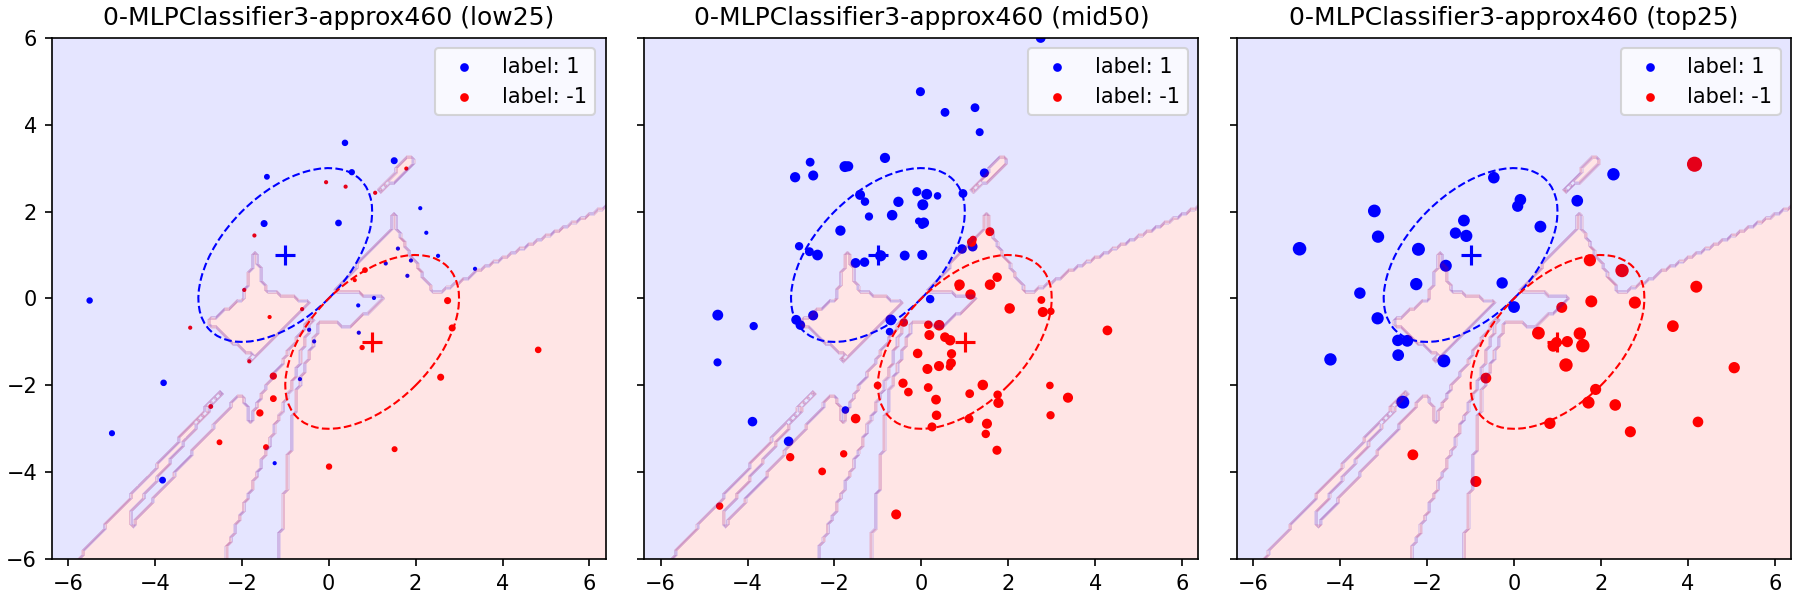 0-MLPClassifier3-approx460 (low25)
0-MLPClassifier3-approx460 (mid50)
0-MLPClassifier3-approx460 (top25)
label: 1
label: -1
label: 1
label: -1
label: 1
label: -1
6
4
2
0
−2
−4
−6
−6 −4 −2 0 2 4 6
−6 −4 −2 0 2 4 6
−6 −4 −2 0 2 4 6